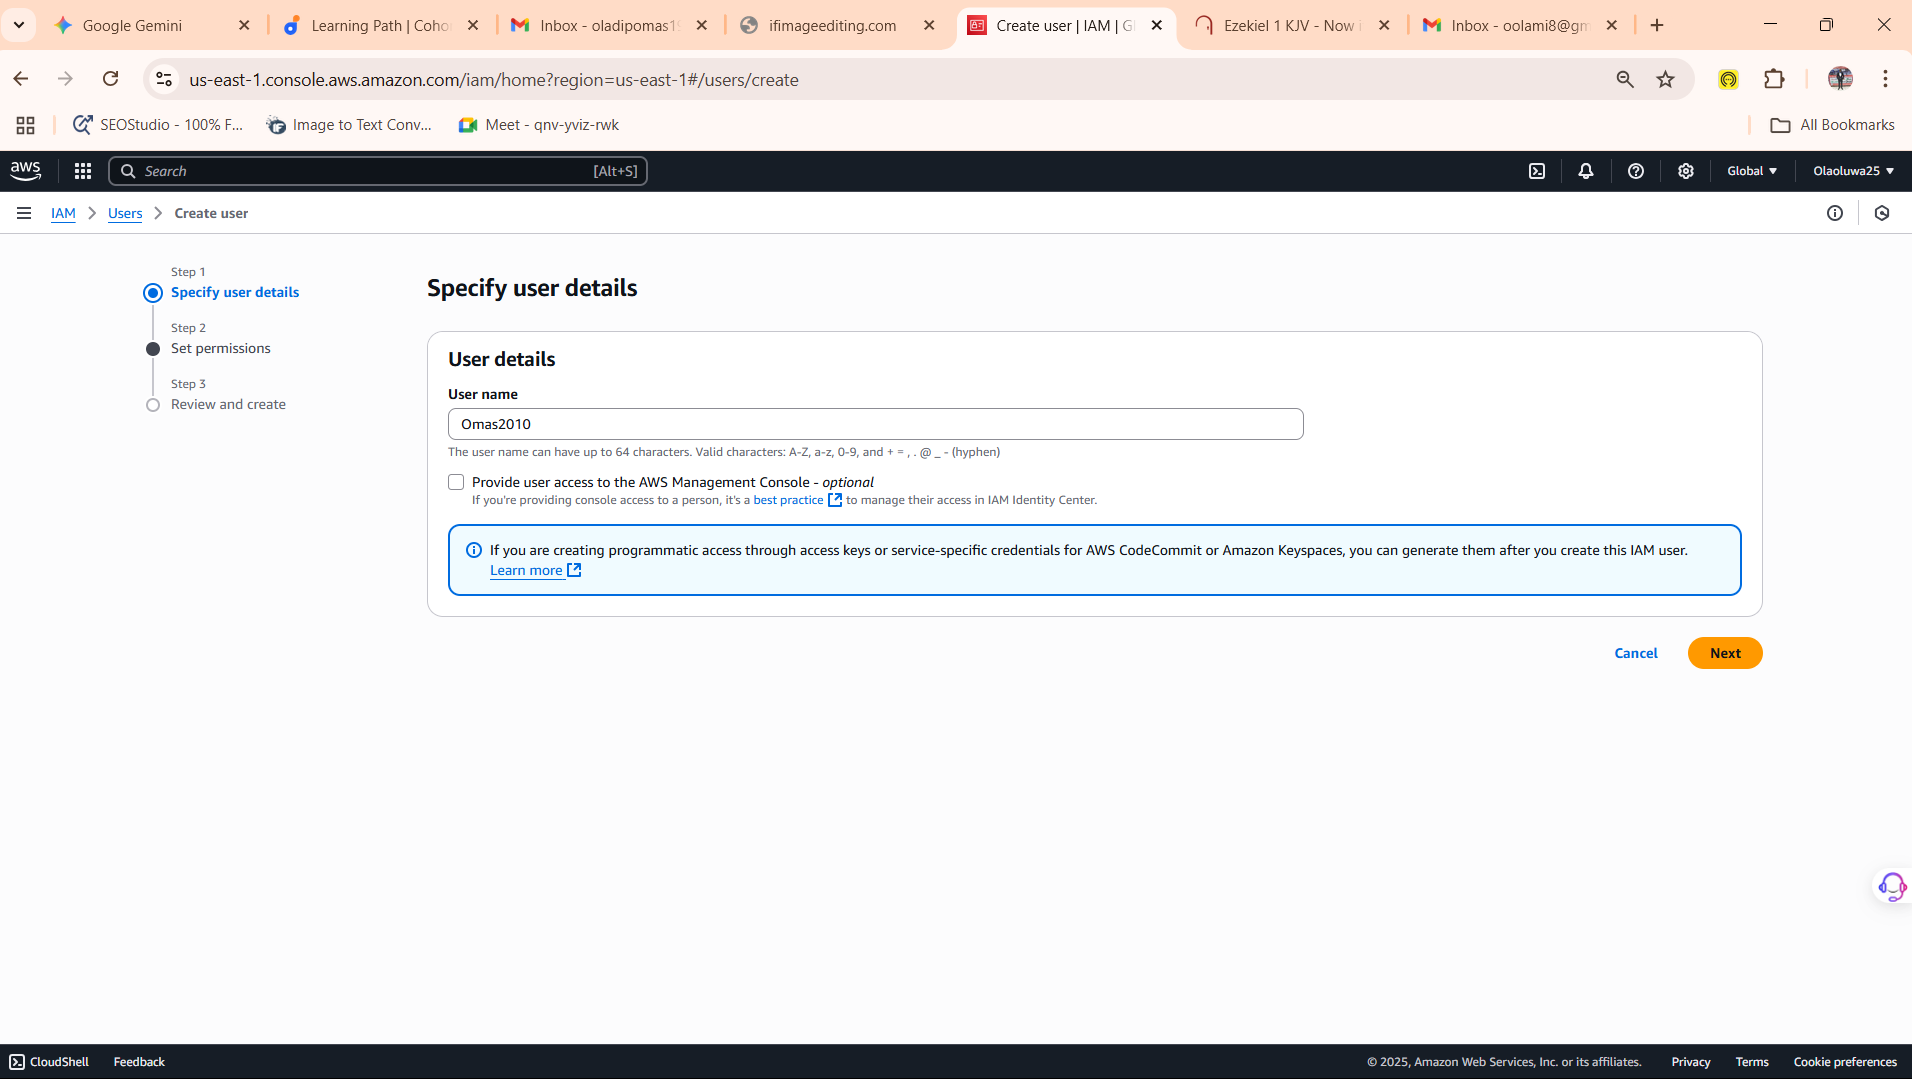 Google Gemini
Learning Path | Coho
Inbox - oladipomas19
ifimageediting.com
Create user | IAM | Gl
Ezekiel 1 KJV - Now i
Inbox - oolami8@gm
us-east-1.console.aws.amazon.com/iam/home?region=us-east-1#/users/create
SEOStudio - 100% F...
Image to Text Conv...
Meet - qnv-yviz-rwk
All Bookmarks
aws
Search
[Alt+S]
Global
Olaoluwa25
IAM
Users
Create user
Step 1
Specify user details
Step 2
Set permissions
Step 3
Review and create
Specify user details
User details
User name
Omas2010
The user name can have up to 64 characters. Valid characters: A-Z, a-z, 0-9, and + = , . @ _ - (hyphen)
Provide user access to the AWS Management Console - optional
If you're providing console access to a person, it's a best practice to manage their access in IAM Identity Center.
If you are creating programmatic access through access keys or service-specific credentials for AWS CodeCommit or Amazon Keyspaces, you can generate them after you create this IAM user.
Learn more
Cancel
Next
CloudShell
Feedback
© 2025, Amazon Web Services, Inc. or its affiliates.
Privacy
Terms
Cookie preferences